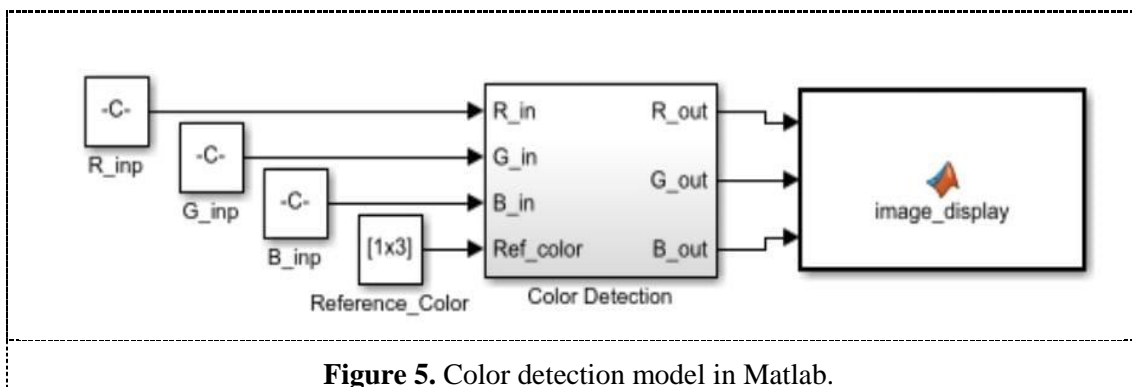 -C-
R_inp
-C-
G_inp
-C-
B_inp
[1x3]
Reference_Color
R_in
G_in
B_in
Ref_color
R_out
G_out
B_out
Color Detection
image_display
Figure 5. Color detection model in Matlab.